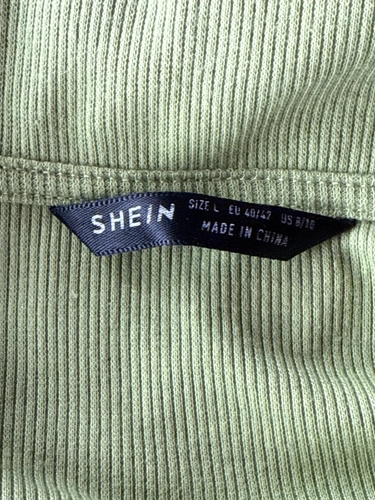 SHEIN
SIZE L EU 40/42 US 8/10
MADE IN CHINA